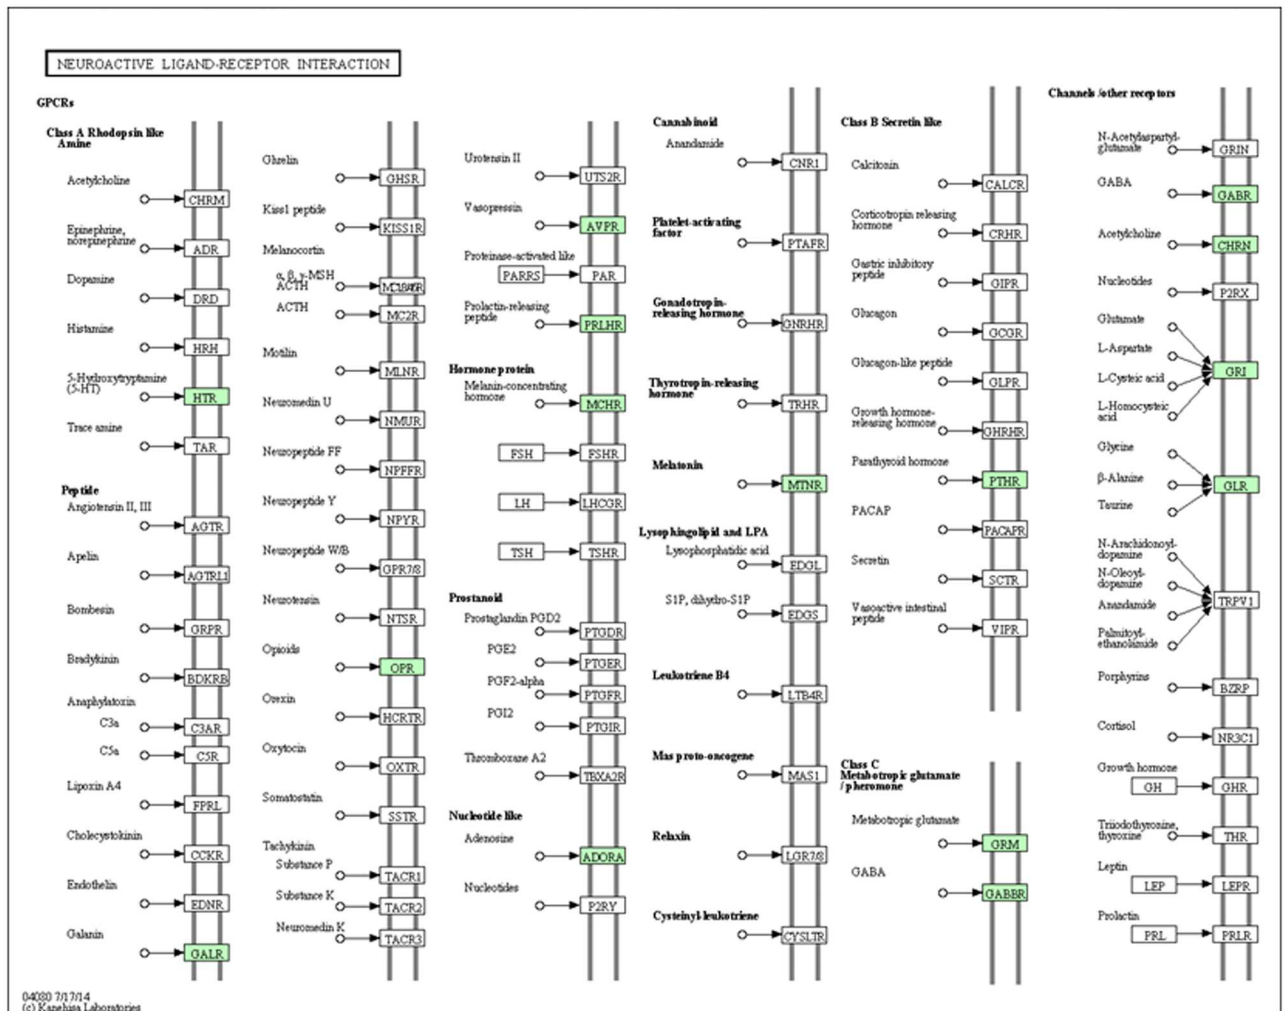 NEUROACTIVE LIGAND-RECEPTOR INTERACTION
GPCRs
Class A Rhodopsin like
Amine
Acetylcholine
CHRM
Epinephrine,
norepinephrine
ADR
Dopamine
DRD
Histamine
HRH
5-Hydroxytryptamine
(5-HT)
HTR
Trace amine
TAR
Peptide
Angiotensin II, III
AGTR
Apelin
AGTRL1
Bombesin
GRPR
Bradykinin
BDKRB
Anaphylatoxin
C3a
C3AR
C5a
C5R
Lipoxin A4
FPRL
Cholecystokinin
CCKR
Endothelin
EDNR
Galanin
GALR
Ghrelin
GHSR
Kiss1 peptide
KISS1R
Melanocortin
α, β, γ-MSH
ACTH
ACTH
MC2R
Motilin
MLNR
Neuromedin U
NMUR
Neuropeptide FF
NPFFR
Neuropeptide Y
NPYR
Neuropeptide W/B
GPR7/8
Neurotensin
NTSR
Opioids
OPR
Orexin
HCRTR
Oxytocin
OXTR
Somatostatin
SSTR
Tachykinin
Substance P
TACR1
Substance K
TACR2
Neuromedin K
TACR3
Urotensin II
UTS2R
Vasopressin
AVPR
Proteinase-activated like
PARRS
PAR
Prolactin-releasing
peptide
PRLHR
Hormone protein
Melanin-concentrating
hormone
MCHR
FSH
FSHR
LH
LHCGR
TSH
TSHR
Prostanoid
Prostaglandin PGD2
PTGDR
PGE2
PTGER
PGF2-alpha
PTGFR
PGI2
PTGIR
Thromboxane A2
TBXA2R
Nucleotide like
Adenosine
ADORA
Nucleotides
P2RY
Cannabinoid
Anandamide
CNR1
Platelet-activating
factor
PTAFR
Gonadotropin-
releasing hormone
GNRHR
Thyrotropin-releasing
hormone
TRHR
Melatonin
MTNR
Lysophingolipid and LPA
Lysophosphatidic acid
EDGL
S1P, dihydro-S1P
EDGS
Leukotriene B4
LTB4R
Mas proto-oncogene
MAS1
Relaxin
LGR7/8
Cysteinyl-leukotriene
CYSLTR
Class B Secretin like
Calcitonin
CALCR
Corticotropin releasing
hormone
CRHR
Gastric inhibitory
peptide
GIPR
Glucagon
GCGR
Glucagon-like peptide
GLPR
Growth hormone-
releasing hormone
GHRHR
Parathyroid hormone
PTHR
PACAP
PACAPR
Secretin
SCTR
Vasoactive intestinal
peptide
VIPR
Class C
Metabotropic glutamate
/ pheromone
Metabotropic glutamate
GRM
GABA
GABBR
Channels /other receptors
N-Acetylaspartyl-
glutamate
GRIN
GABA
GABR
Acetylcholine
CHRN
Nucleotides
P2RX
Glutamate
L-Aspartate
L-Cysteic acid
L-Homocysteic
acid
GRI
Glycine
β-Alanine
Taurine
GLR
N-Arachidonoyl-
dopamine
N-Oleoyl-
dopamine
Anandamide
Palmitoyl-
ethanolamide
TRPV1
Porphyrins
BZRP
Cortisol
NR3C1
Growth hormone
GH
GHR
Triiodothyronine,
thyroxine
THR
Leptin
LEP
LEPR
Prolactin
PRL
PRLR
04080 7/17/14
(c) Kanehisa Laboratories